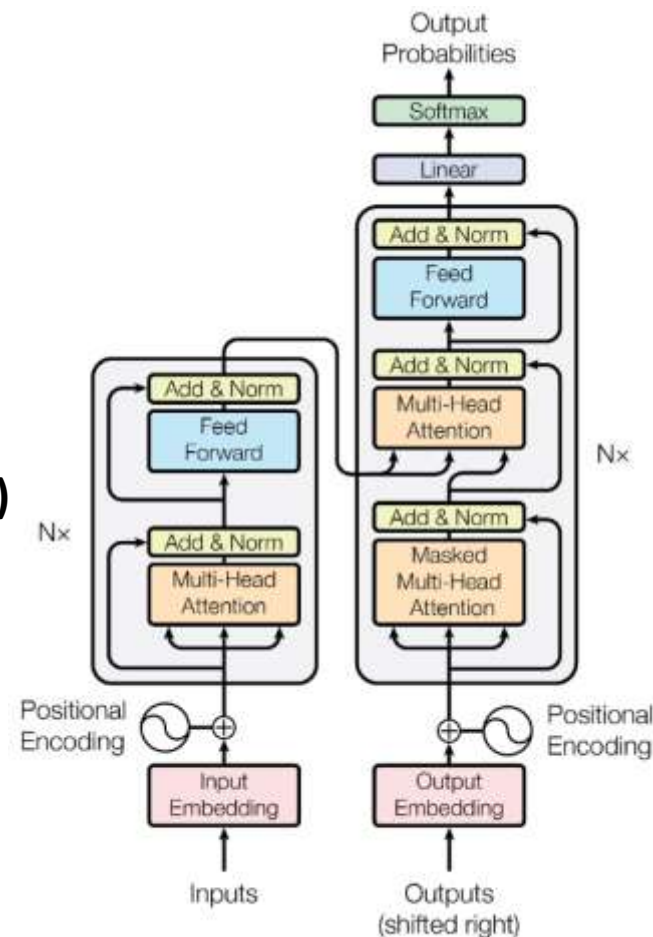 Output
Probabilities
Softmax
Linear
Add & Norm
Feed
Forward
Add & Norm
Multi-Head
Attention
Add & Norm
Masked
Multi-Head
Attention
Nx
Add & Norm
Feed
Forward
Add & Norm
Multi-Head
Attention
)
Nx
Positional
Encoding
Positional
Encoding
Input
Embedding
Output
Embedding
Inputs
Outputs
(shifted right)